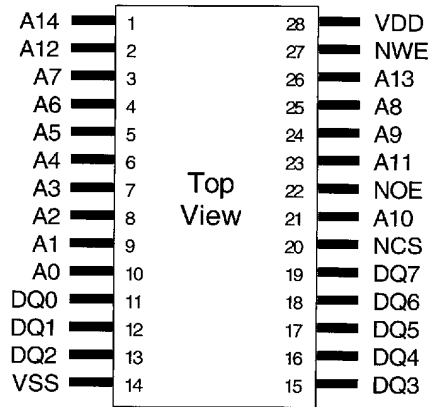 A14 1 28 VDD
A12 2 27 NWE
A7 3 26 A13
A6 4 25 A8
A5 5 24 A9
A4 6 23 A11
A3 7 Top 22 NOE
A2 8 View 21 A10
A1 9 20 NCS
A0 10 19 DQ7
DQ0 11 18 DQ6
DQ1 12 17 DQ5
DQ2 13 16 DQ4
VSS 14 15 DQ3